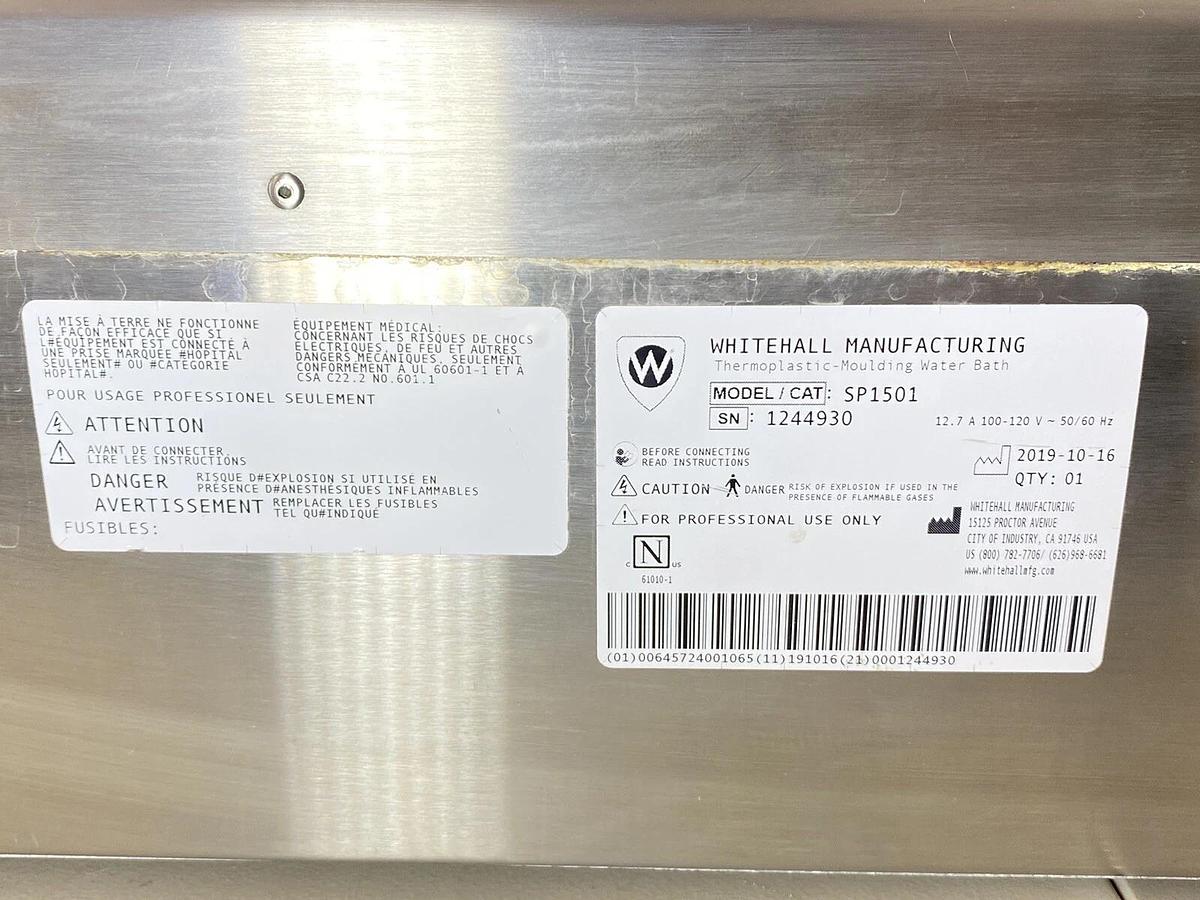 LA MISE À TERRE NE FONCTIONNE
DE FAÇON EFFICACE QUE SI
L#ÉQUIPEMENT EST CONNECTÉ À
UNE PRISE MARQUÉE #HOPITAL
SEULEMENT# OU #CATÉGORIE
HOPITAL#.
ÉQUIPEMENT MÉDICAL:
CONCERNANT LES RISQUES DE CHOCS
ÉLECTRIQUES, DE FEU ET AUTRES
DANGERS MÉCANIQUES, SEULEMENT
CONFORMÉMENT À UL 60601-1 ET À
CSA C22.2 NO.601.1
POUR USAGE PROFESIONEL SEULEMENT
ATTENTION
AVANT DE CONNECTER,
LIRE LES INSTRUCTIONS
DANGER
RISQUE D#EXPLOSION SI UTILISÉ EN
PRÉSENCE D#ANESTHÉSIQUES INFLAMMABLES
AVERTISSEMENT
REMPLACER LES FUSIBLES
TEL QU#INDIQUÉ
FUSIBLES:
W
WHITEHALL MANUFACTURING
Thermoplastic-Moulding Water Bath
MODEL / CAT: SP1501
SN: 1244930
12.7 A 100-120 V ~ 50/60 Hz
BEFORE CONNECTING
READ INSTRUCTIONS
2019-10-16
QTY: 01
CAUTION
DANGER
RISK OF EXPLOSION IF USED IN THE
PRESENCE OF FLAMMABLE GASES
FOR PROFESSIONAL USE ONLY
WHITEHALL MANUFACTURING
15125 PROCTOR AVENUE
CITY OF INDUSTRY, CA 91746 USA
US (800) 782-7706/ (626)968-6681
www.whitehallmfg.com
C N US
61010-1
(01)00645724001065(11)191016(21)0001244930